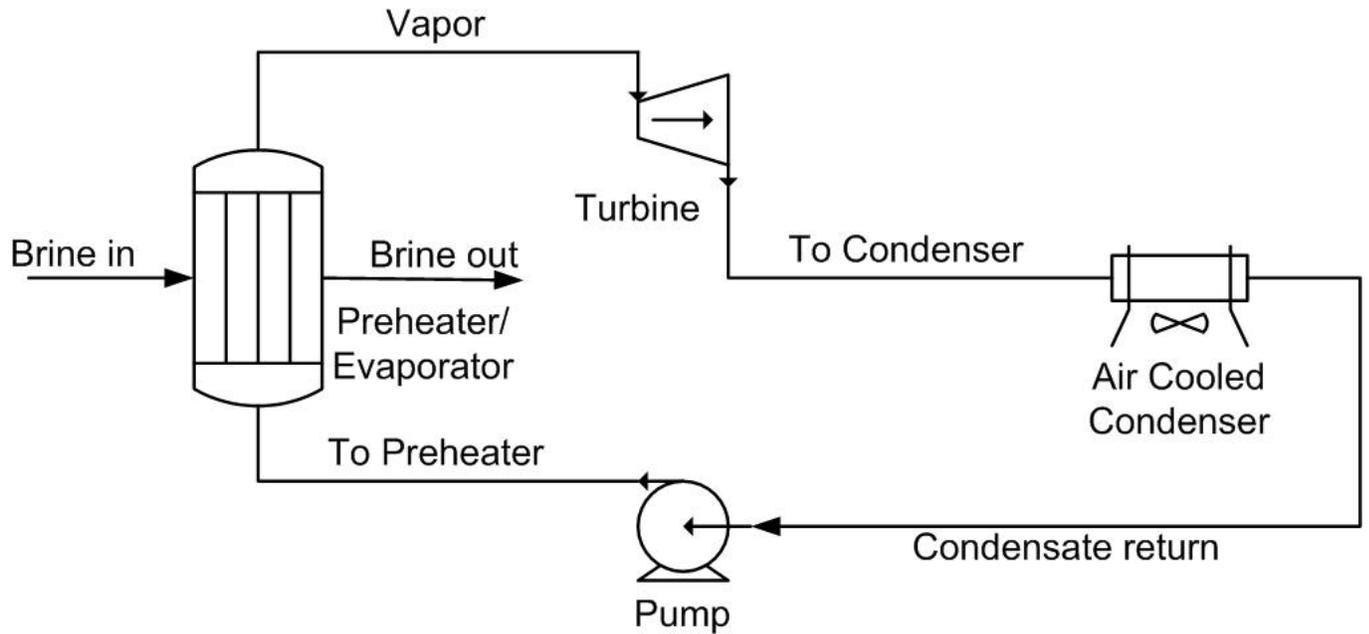 Vapor
Turbine
Brine in
Brine out
To Condenser
Preheater/
Evaporator
Air Cooled
Condenser
To Preheater
Condensate return
Pump